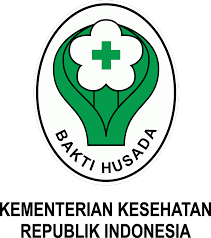 BAKTI HUSADA
KEMENTERIAN KESEHATAN
REPUBLIK INDONESIA